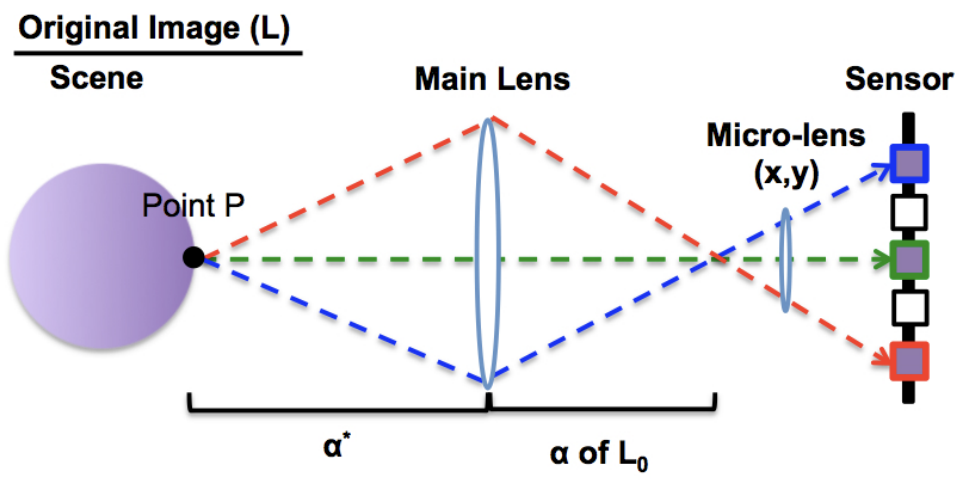 Original Image (L)
Scene
Main Lens
Sensor
Micro-lens
(x,y)
Point P
α*
α of L₀